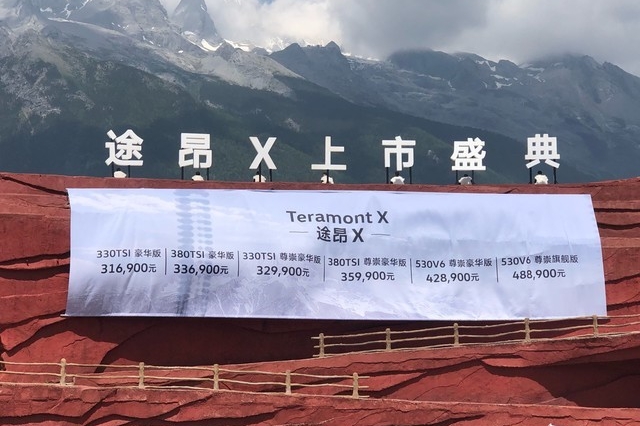 途昂X上市盛典
Teramont X
途昂X
330TSI 豪华版 380TSI 豪华版 330TSI 尊崇豪华版 380TSI 尊崇豪华版 530V6 尊崇豪华版 530V6 尊崇旗舰版
316,900元 336,900元 329,900元 359,900元 428,900元 488,900元